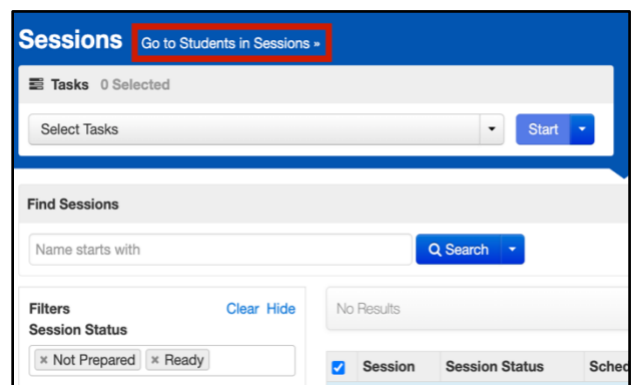 Sessions Go to Students in Sessions »
Tasks 0 Selected
Select Tasks Start
Find Sessions
Name starts with Search
Filters Clear Hide No Results
Session Status
× Not Prepared × Ready
Session Session Status Sched